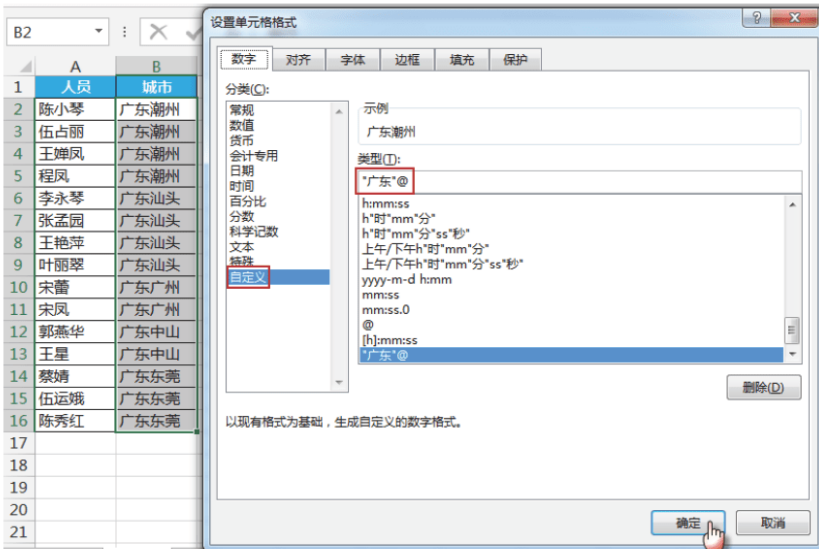 B2
设置单元格格式
数字 对齐 字体 边框 填充 保护
A B
1 人员 城市
2 陈小琴 广东潮州
3 伍占丽 广东潮州
4 王婵凤 广东潮州
5 程凤 广东潮州
6 李永琴 广东汕头
7 张孟园 广东汕头
8 王艳萍 广东汕头
9 叶丽翠 广东汕头
10 宋蕾 广东广州
11 宋凤 广东广州
12 郭燕华 广东中山
13 王星 广东中山
14 蔡婧 广东东莞
15 伍运娥 广东东莞
16 陈秀红 广东东莞
17
18
19
20
21
分类(C):
常规
数值
货币
会计专用
日期
时间
百分比
分数
科学记数
文本
特殊
自定义
示例
广东潮州
类型(T):
"广东"@
h:mm:ss
h"时"mm"分"
h"时"mm"分"ss"秒"
上午/下午h"时"mm"分"
上午/下午h"时"mm"分"ss"秒"
yyyy-m-d h:mm
mm:ss
mm:ss.0
@
[h]:mm:ss
"广东"@
删除(D)
以现有格式为基础，生成自定义的数字格式。
确定 取消